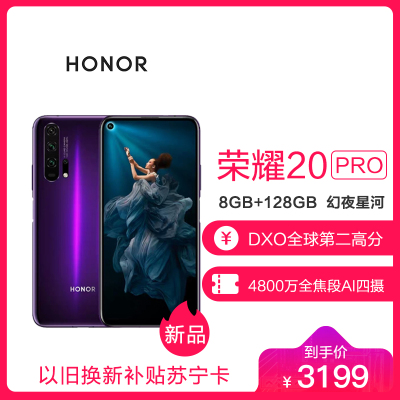 HONOR
荣耀20 PRO
8GB+128GB 幻夜星河
¥ DXO全球第二高分
4800万全焦段AI四摄
HONOR
新品
到手价
以旧换新补贴苏宁卡
¥3199